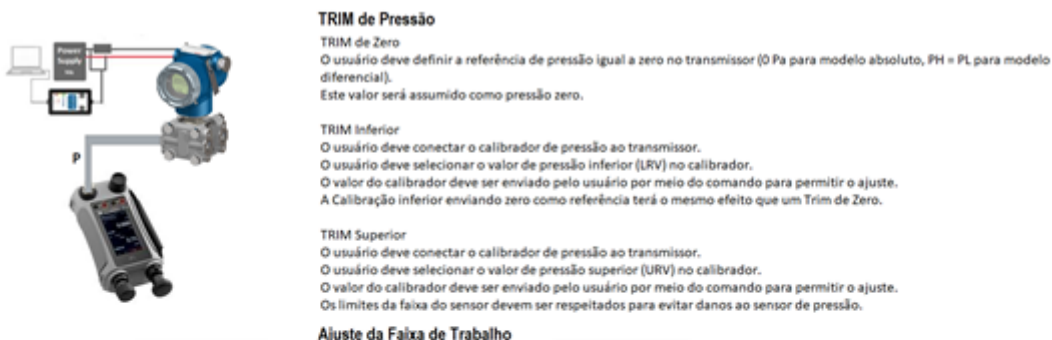 TRIM de Pressão
TRIM de Zero
O usuário deve definir a referência de pressão igual a zero no transmissor (0 Pa para modelo absoluto, PH = PL para modelo
diferencial).
Este valor será assumido como pressão zero.
TRIM Inferior
O usuário deve conectar o calibrador de pressão ao transmissor.
O usuário deve selecionar o valor de pressão inferior (LRV) no calibrador.
O valor do calibrador deve ser enviado pelo usuário por meio do comando para permitir o ajuste.
A Calibração inferior enviando zero como referência terá o mesmo efeito que um Trim de Zero.
TRIM Superior
O usuário deve conectar o calibrador de pressão ao transmissor.
O usuário deve selecionar o valor de pressão superior (URV) no calibrador.
O valor do calibrador deve ser enviado pelo usuário por meio do comando para permitir o ajuste.
Os limites da faixa do sensor devem ser respeitados para evitar danos ao sensor de pressão.
Ajuste da Faixa de Trabalho
Power
Supply
P